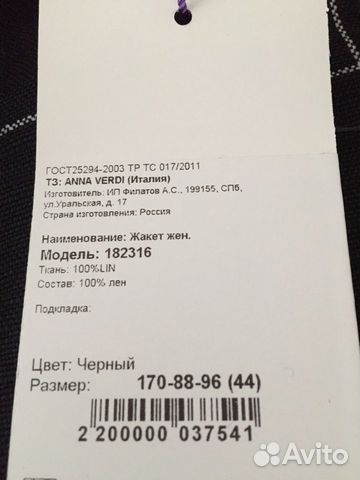 ГОСТ25294-2003 ТР ТС 017/2011
ТЗ: ANNA VERDI (Италия)
Изготовитель: ИП Филатов А.С., 199155, СПб,
ул.Уральская, д. 17
Страна изготовления: Россия
Наименование: Жакет жен.
Модель: 182316
Ткань: 100%LIN
Состав: 100% лен
Подкладка:
Цвет: Черный
Размер: 170-88-96 (44)
2 200000 037541
Avito